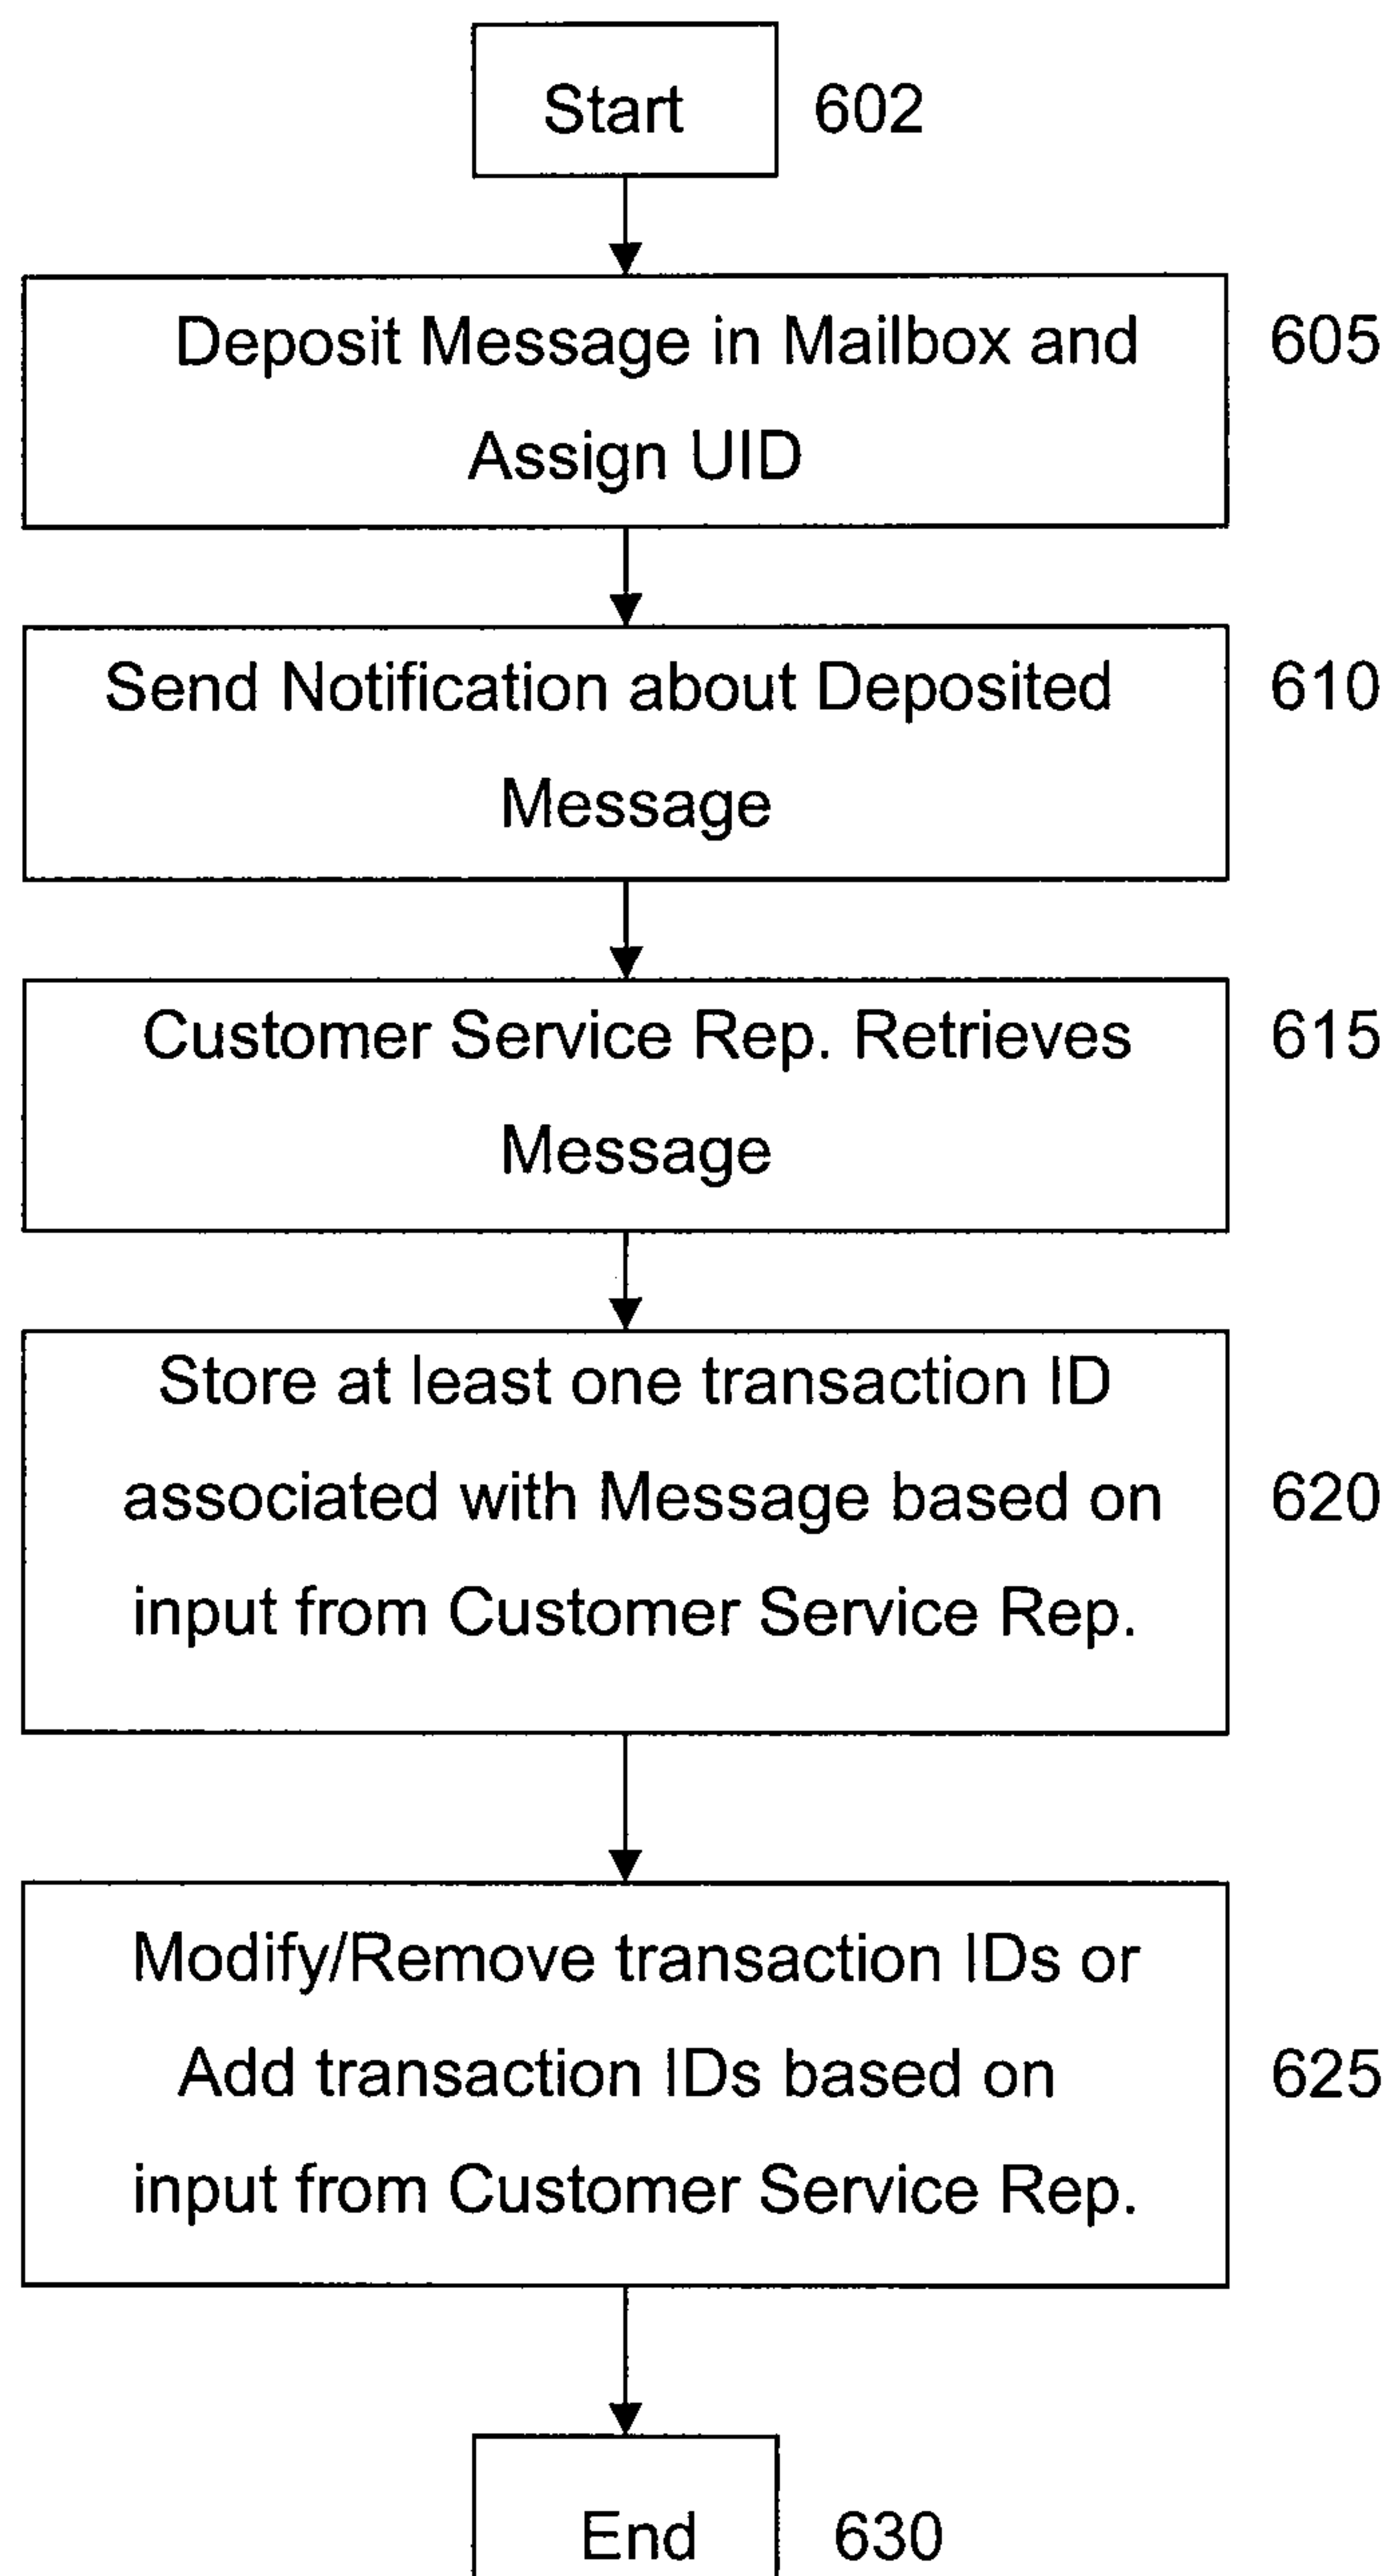 Start 602
Deposit Message in Mailbox and 605
Assign UID
Send Notification about Deposited 610
Message
Customer Service Rep. Retrieves 615
Message
Store at least one transaction ID
associated with Message based on 620
input from Customer Service Rep.
Modify/Remove transaction IDs or
Add transaction IDs based on 625
input from Customer Service Rep.
End 630